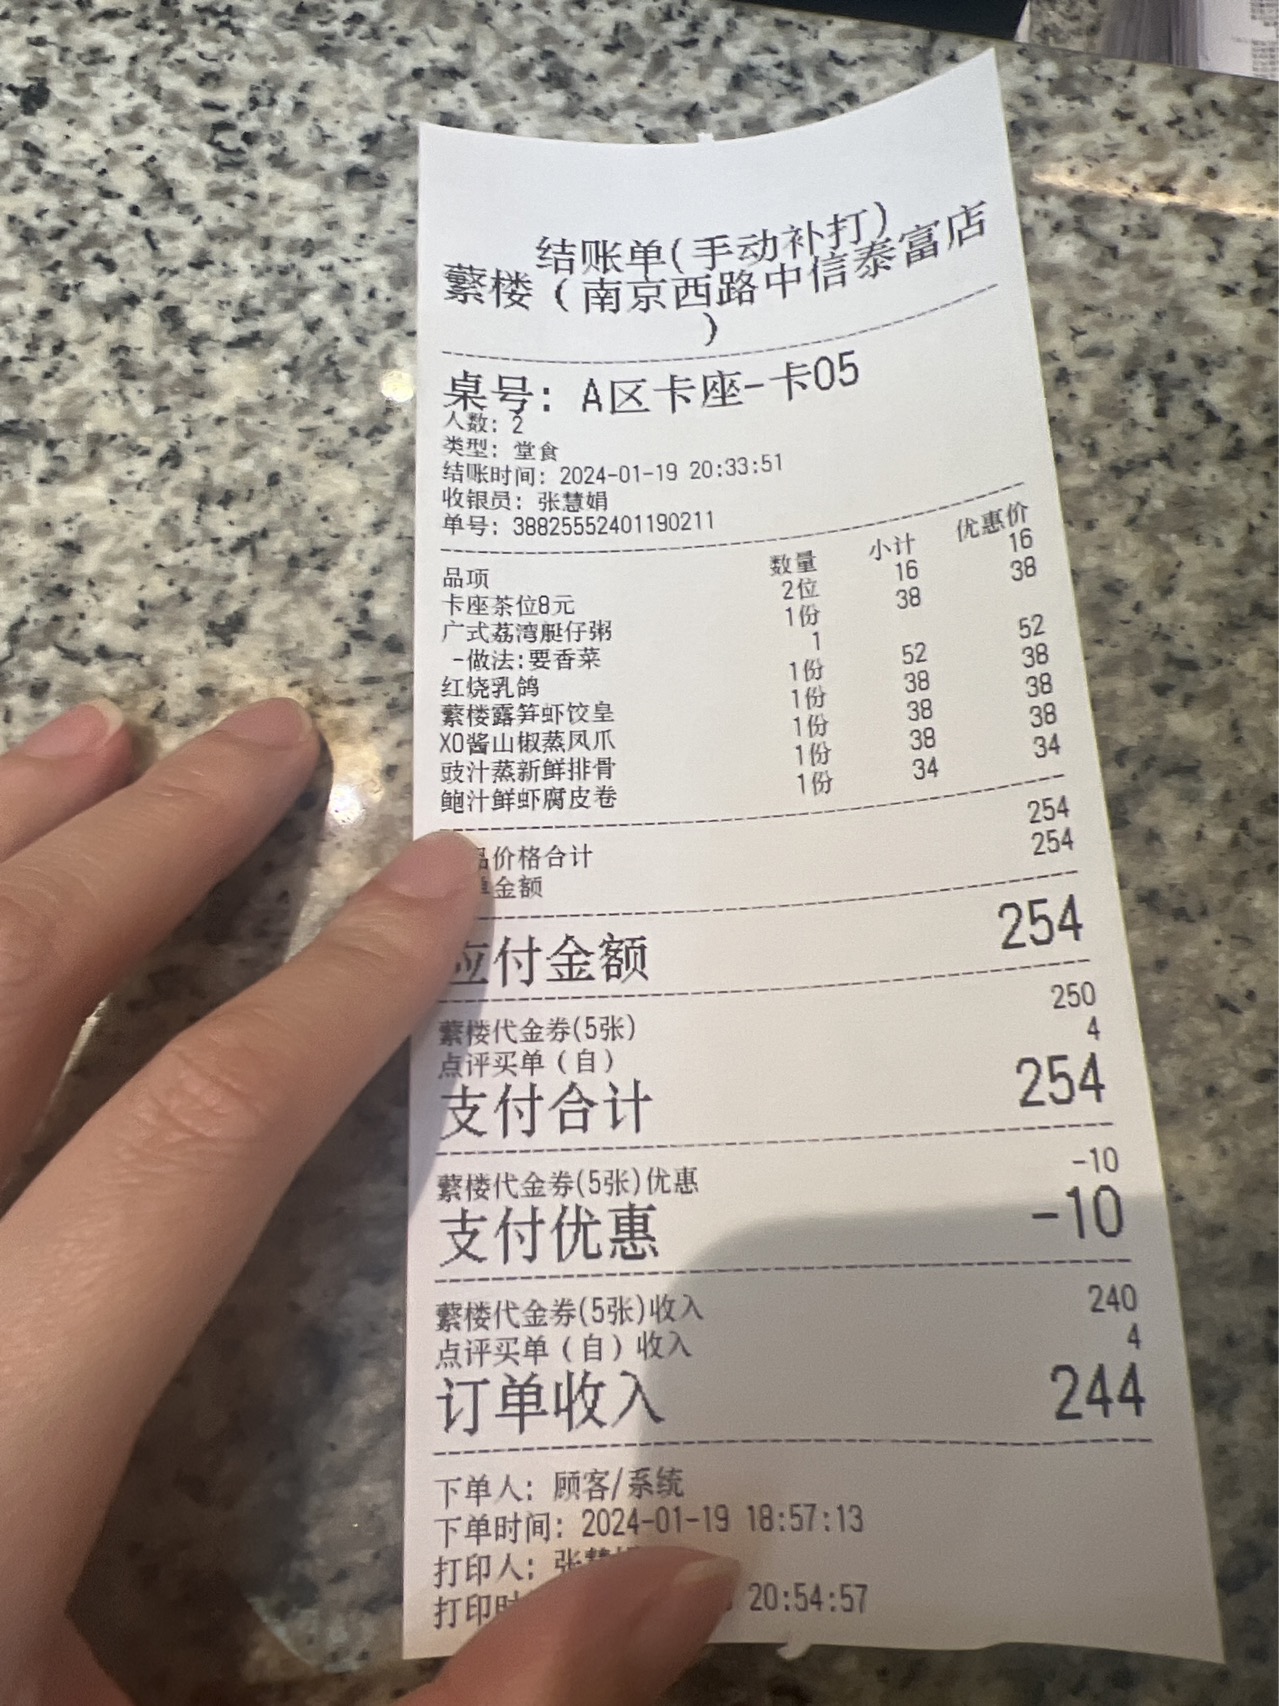 结账单(手动补打)
蘩楼（南京西路中信泰富店
）
桌号: A区卡座-卡05
人数: 2
类型: 堂食
结账时间: 2024-01-19 20:33:51
收银员: 张慧娟
单号: 38825552401190211
品项 数量 小计 优惠价
卡座茶位8元 2位 16 16
广式荔湾艇仔粥 1份 38 38
-做法:要香菜 1
红烧乳鸽 1份 52 52
蘩楼露笋虾饺皇 1份 38 38
XO酱山椒蒸凤爪 1份 38 38
豉汁蒸新鲜排骨 1份 38 38
鲍汁鲜虾腐皮卷 1份 34 34
品价格合计 254
单金额 254
应付金额 254
蘩楼代金券(5张) 250
点评买单（自） 4
支付合计 254
蘩楼代金券(5张)优惠 -10
支付优惠 -10
蘩楼代金券(5张)收入 240
点评买单（自）收入 4
订单收入 244
下单人: 顾客/系统
下单时间: 2024-01-19 18:57:13
打印人: 张慧
打印时 20:54:57